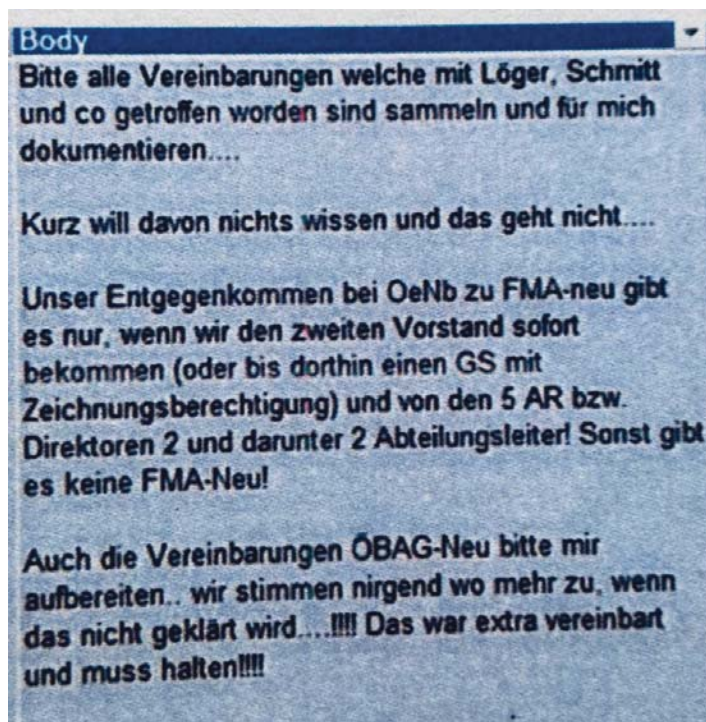 Body
Bitte alle Vereinbarungen welche mit Löger, Schmitt
und co getroffen worden sind sammeln und für mich
dokumentieren....
Kurz will davon nichts wissen und das geht nicht....
Unser Entgegenkommen bei OeNb zu FMA-neu gibt
es nur, wenn wir den zweiten Vorstand sofort
bekommen (oder bis dorthin einen GS mit
Zeichnungsberechtigung) und von den 5 AR bzw.
Direktoren 2 und darunter 2 Abteilungsleiter! Sonst gibt
es keine FMA-Neu!
Auch die Vereinbarungen ÖBAG-Neu bitte mir
aufbereiten.. wir stimmen nirgend wo mehr zu, wenn
das nicht geklärt wird....!!!! Das war extra vereinbart
und muss halten!!!!